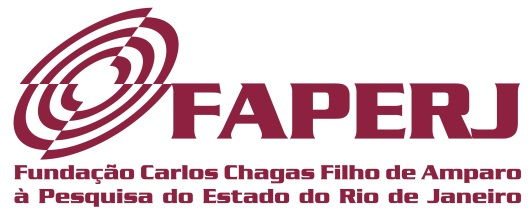 FAPERJ
Fundação Carlos Chagas Filho de Amparo
à Pesquisa do Estado do Rio de Janeiro